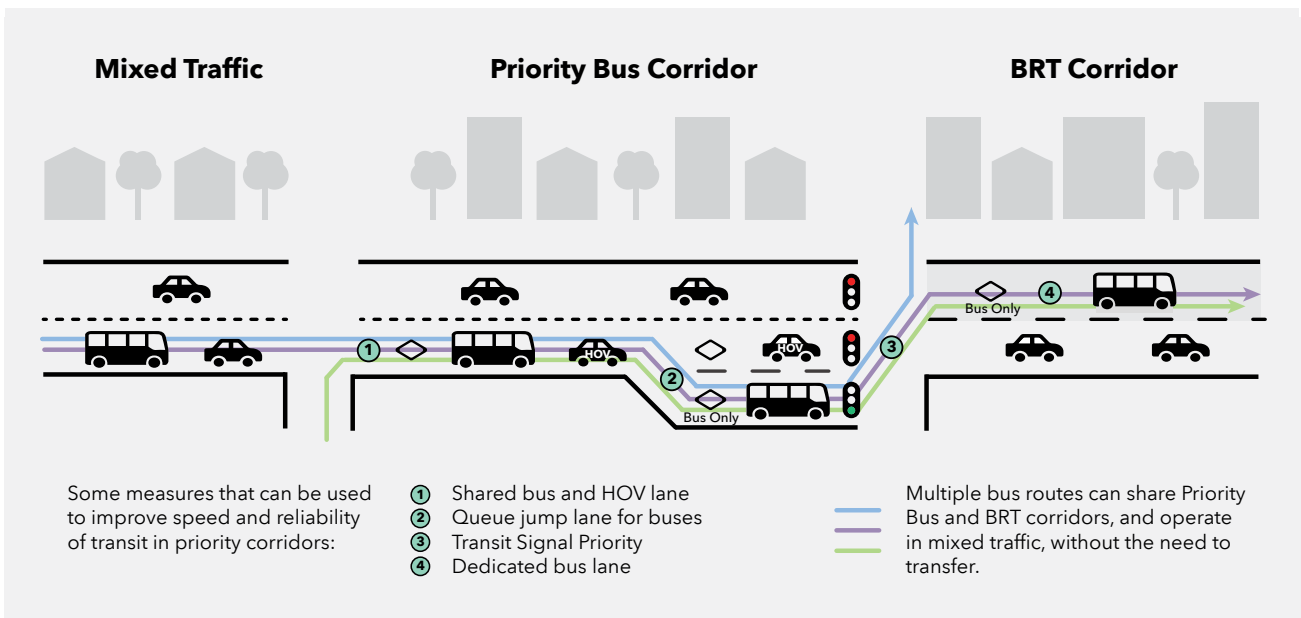 Mixed Traffic
Priority Bus Corridor
BRT Corridor
4
Bus Only
1
HOV
HOV
3
2
Bus Only
Some measures that can be used
to improve speed and reliability
of transit in priority corridors:
1 Shared bus and HOV lane
2 Queue jump lane for buses
3 Transit Signal Priority
4 Dedicated bus lane
Multiple bus routes can share Priority
Bus and BRT corridors, and operate
in mixed traffic, without the need to
transfer.